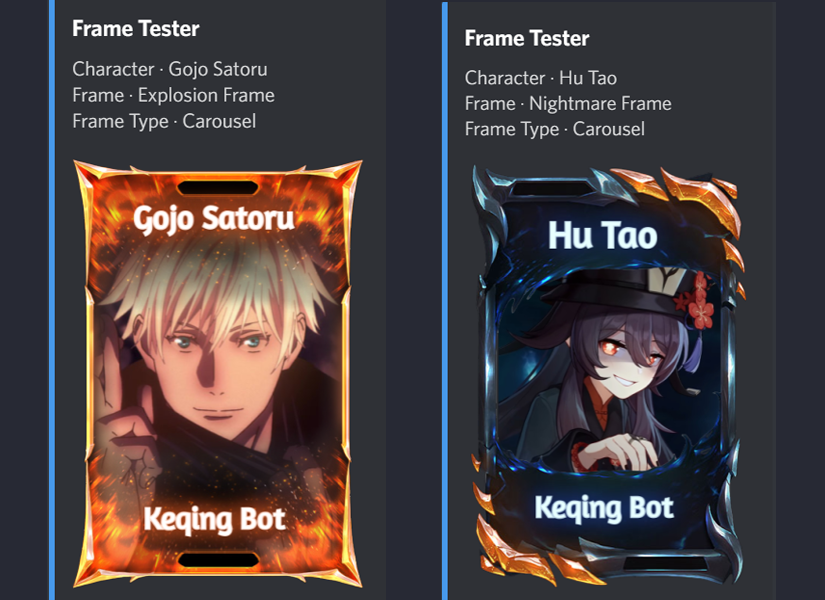 Frame Tester
Character · Gojo Satoru
Frame · Explosion Frame
Frame Type · Carousel
Gojo Satoru
Keqing Bot
Frame Tester
Character · Hu Tao
Frame · Nightmare Frame
Frame Type · Carousel
Hu Tao
Keqing Bot